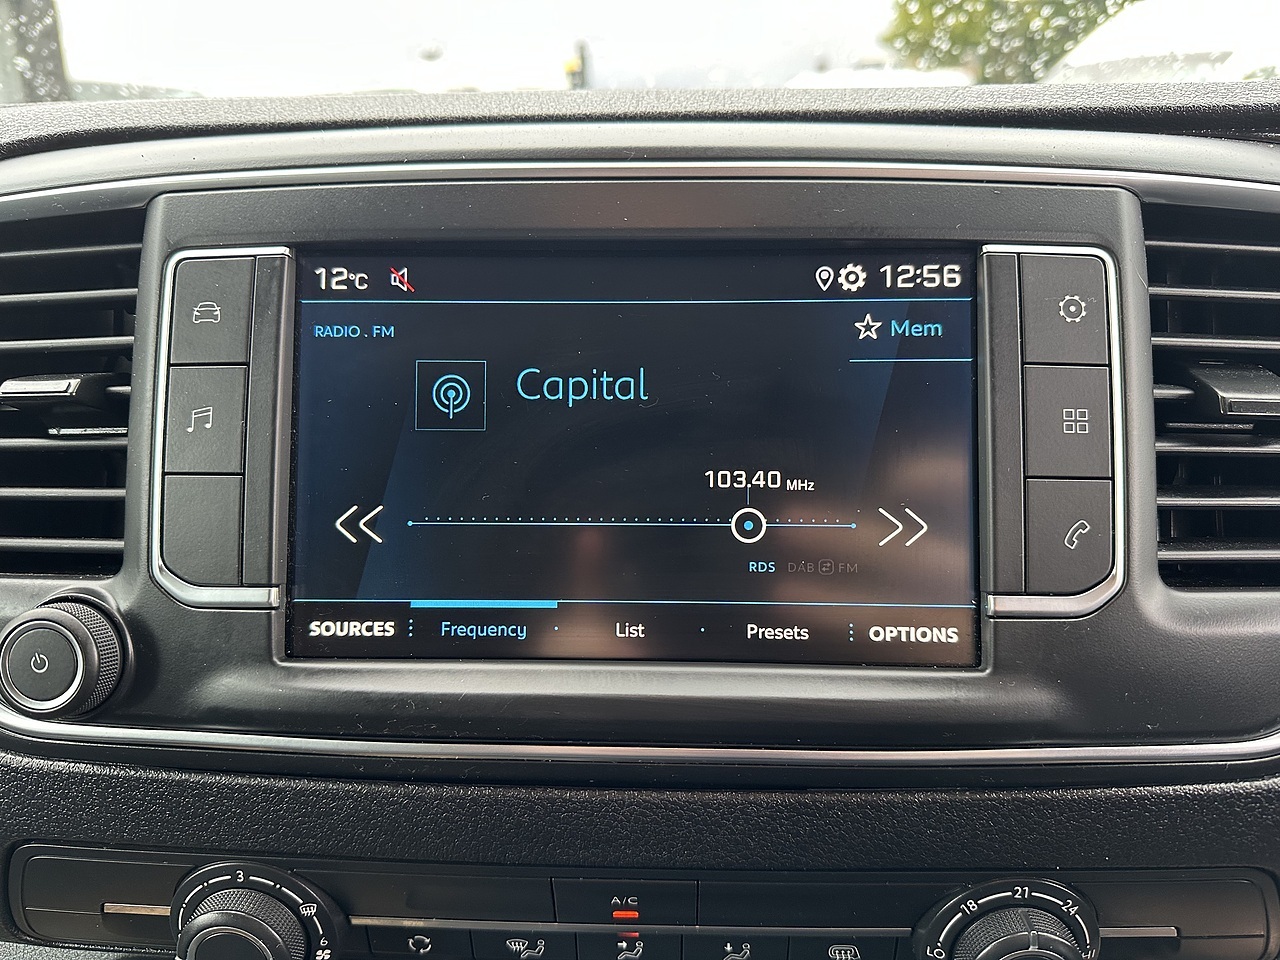 12°C 12:56
RADIO . FM Mem
Capital
103.40 MHz
RDS DAB FM
SOURCES Frequency List Presets OPTIONS
A/C
3
6
18 21 24